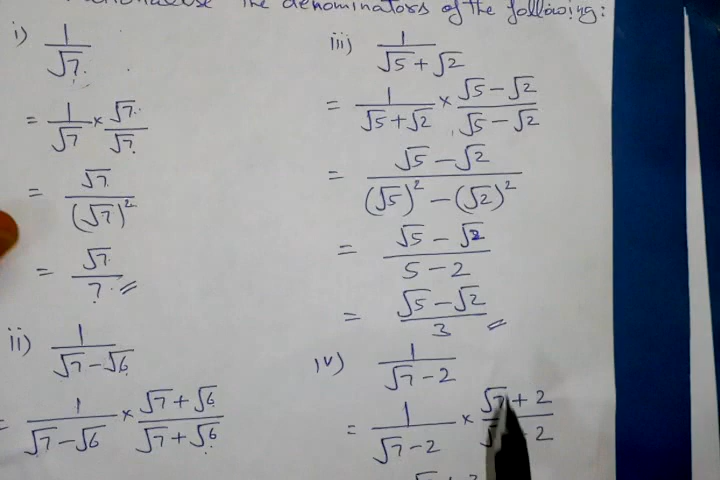 the denominators of the following:
i) 1/√7
= 1/√7 × √7/√7
= √7/(√7)²
= √7/7
ii) 1/(√7-√6)
= 1/(√7-√6) × (√7+√6)/(√7+√6)
iii) 1/(√5+√2)
= 1/(√5+√2) × (√5-√2)/(√5-√2)
= (√5-√2)/((√5)²-(√2)²)
= (√5-√2)/(5-2)
= (√5-√2)/3
iv) 1/(√7-2)
= 1/(√7-2) × (√7+2)/